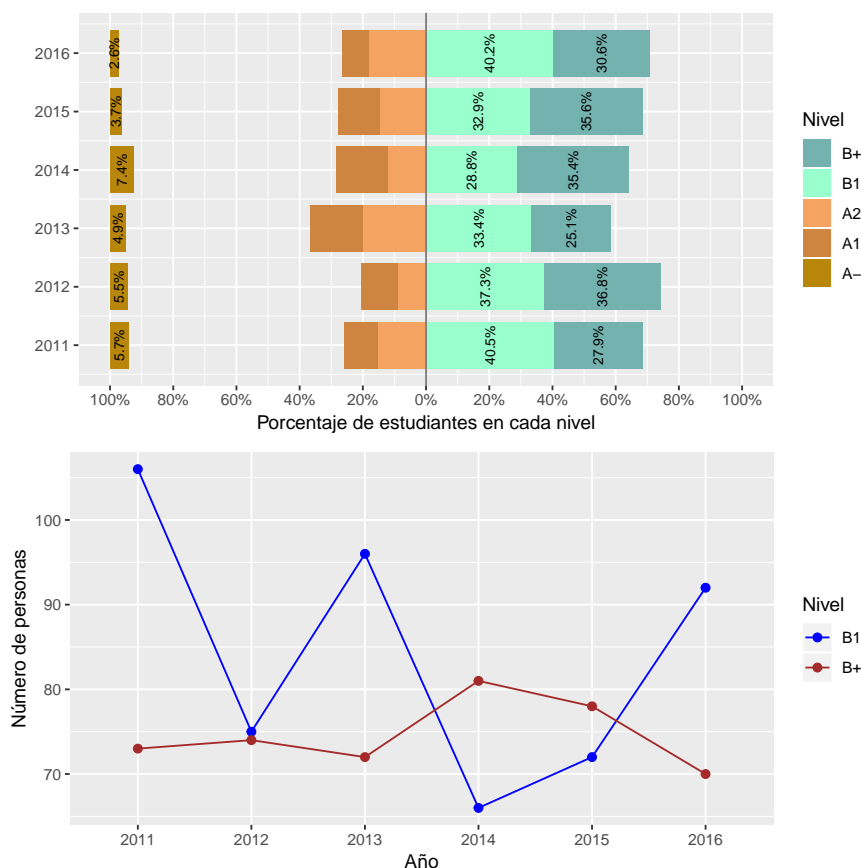 2016
2.6%
40.2%
30.6%
2015
3.7%
32.9%
35.6%
2014
7.4%
28.8%
35.4%
2013
4.9%
33.4%
25.1%
2012
5.5%
37.3%
36.8%
2011
5.7%
40.5%
27.9%
100% 80% 60% 40% 20% 0% 20% 40% 60% 80% 100%
Porcentaje de estudiantes en cada nivel
Nivel
B+
B1
A2
A1
A−
Número de personas
100
90
80
70
2011 2012 2013 2014 2015 2016
Año
Nivel
B1
B+